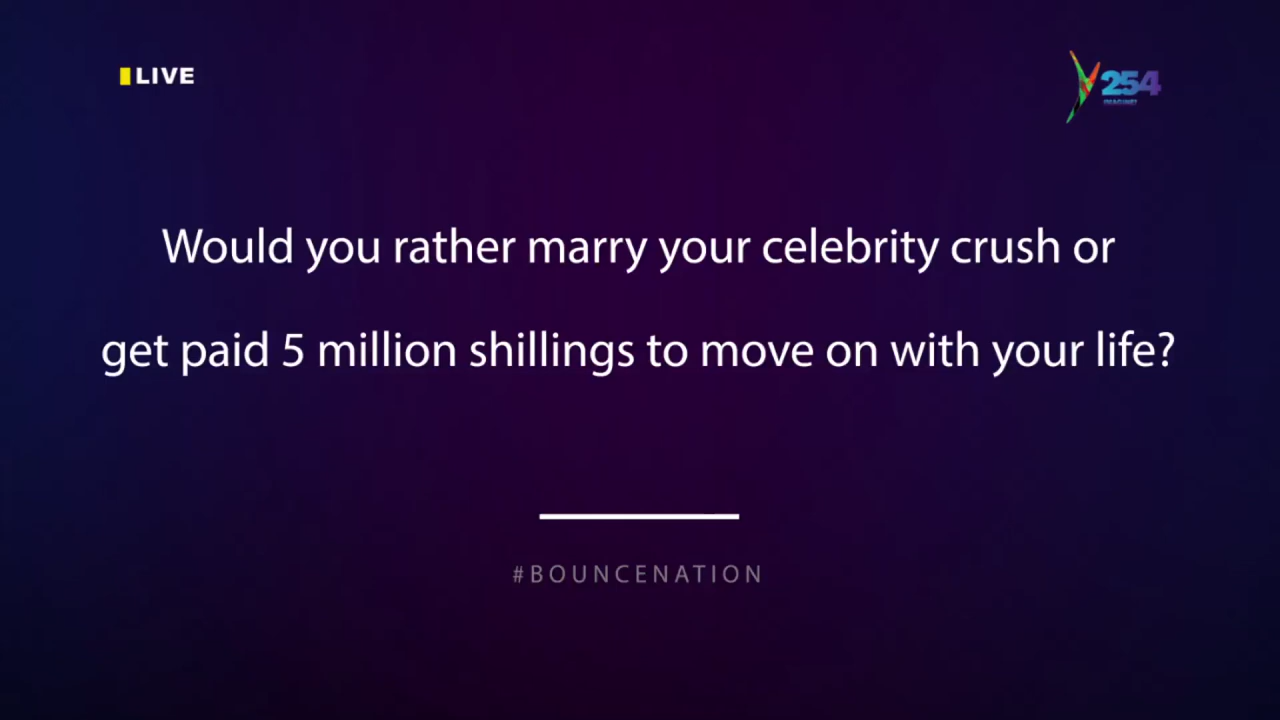 LIVE
Y254
IMAGINE!
Would you rather marry your celebrity crush or
get paid 5 million shillings to move on with your life?
#BOUNCENATION